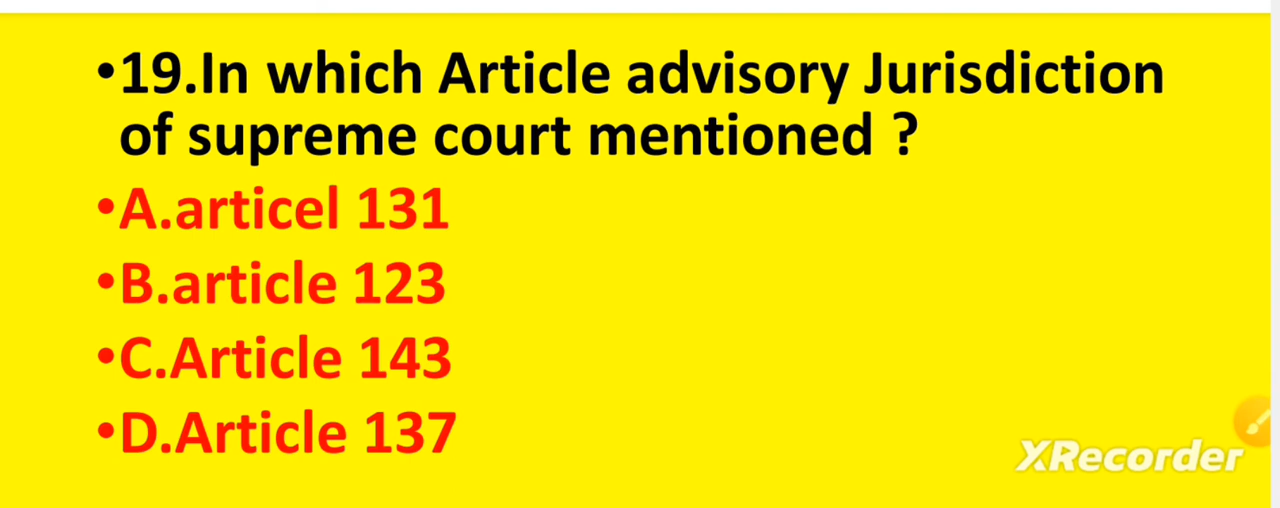 •19.In which Article advisory Jurisdiction
of supreme court mentioned ?
•A.articel 131
•B.article 123
•C.Article 143
•D.Article 137
XRecorder